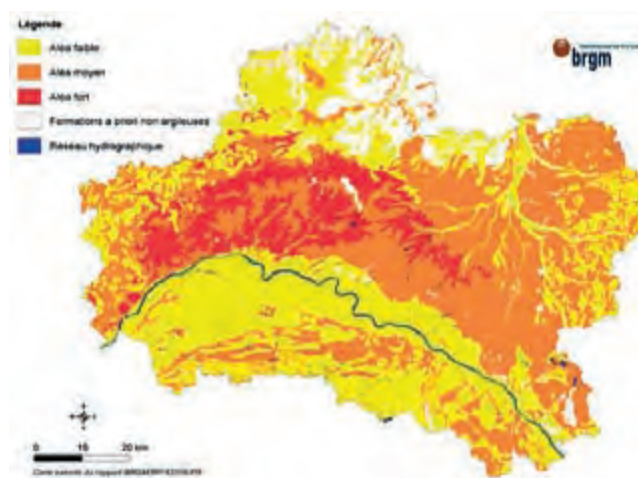 Légende
Aléa faible
Aléa moyen
Aléa fort
Formations a priori non argileuses
Réseau hydrographique
brgm
0 10 20 km